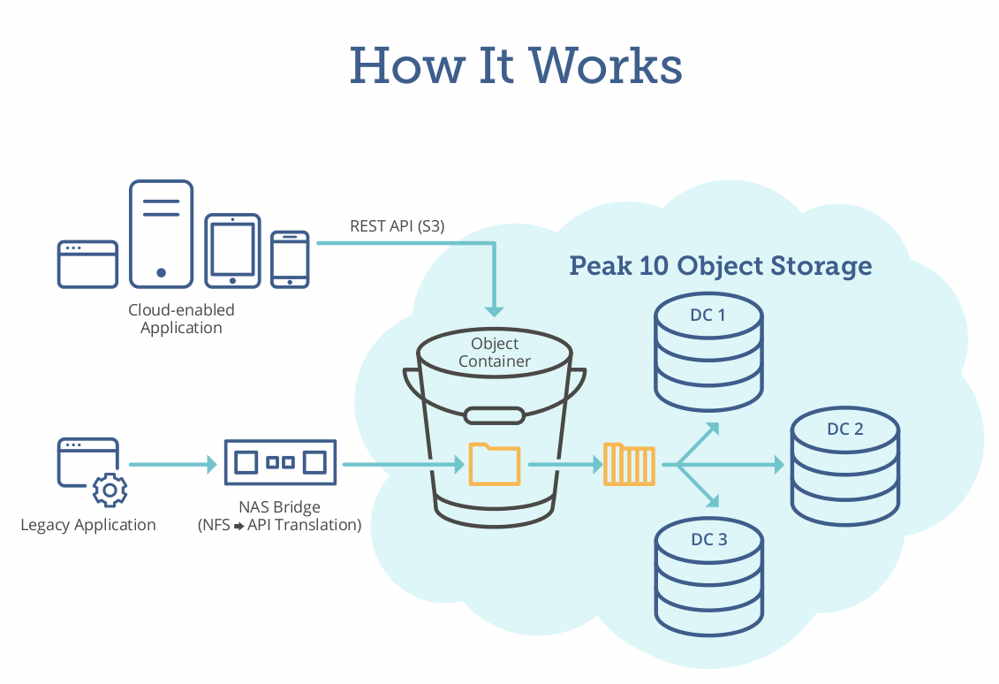 How It Works
REST API (S3)
Cloud-enabled
Application
Peak 10 Object Storage
Object
Container
DC 1
DC 2
DC 3
Legacy Application
NAS Bridge
(NFS ➡ API Translation)